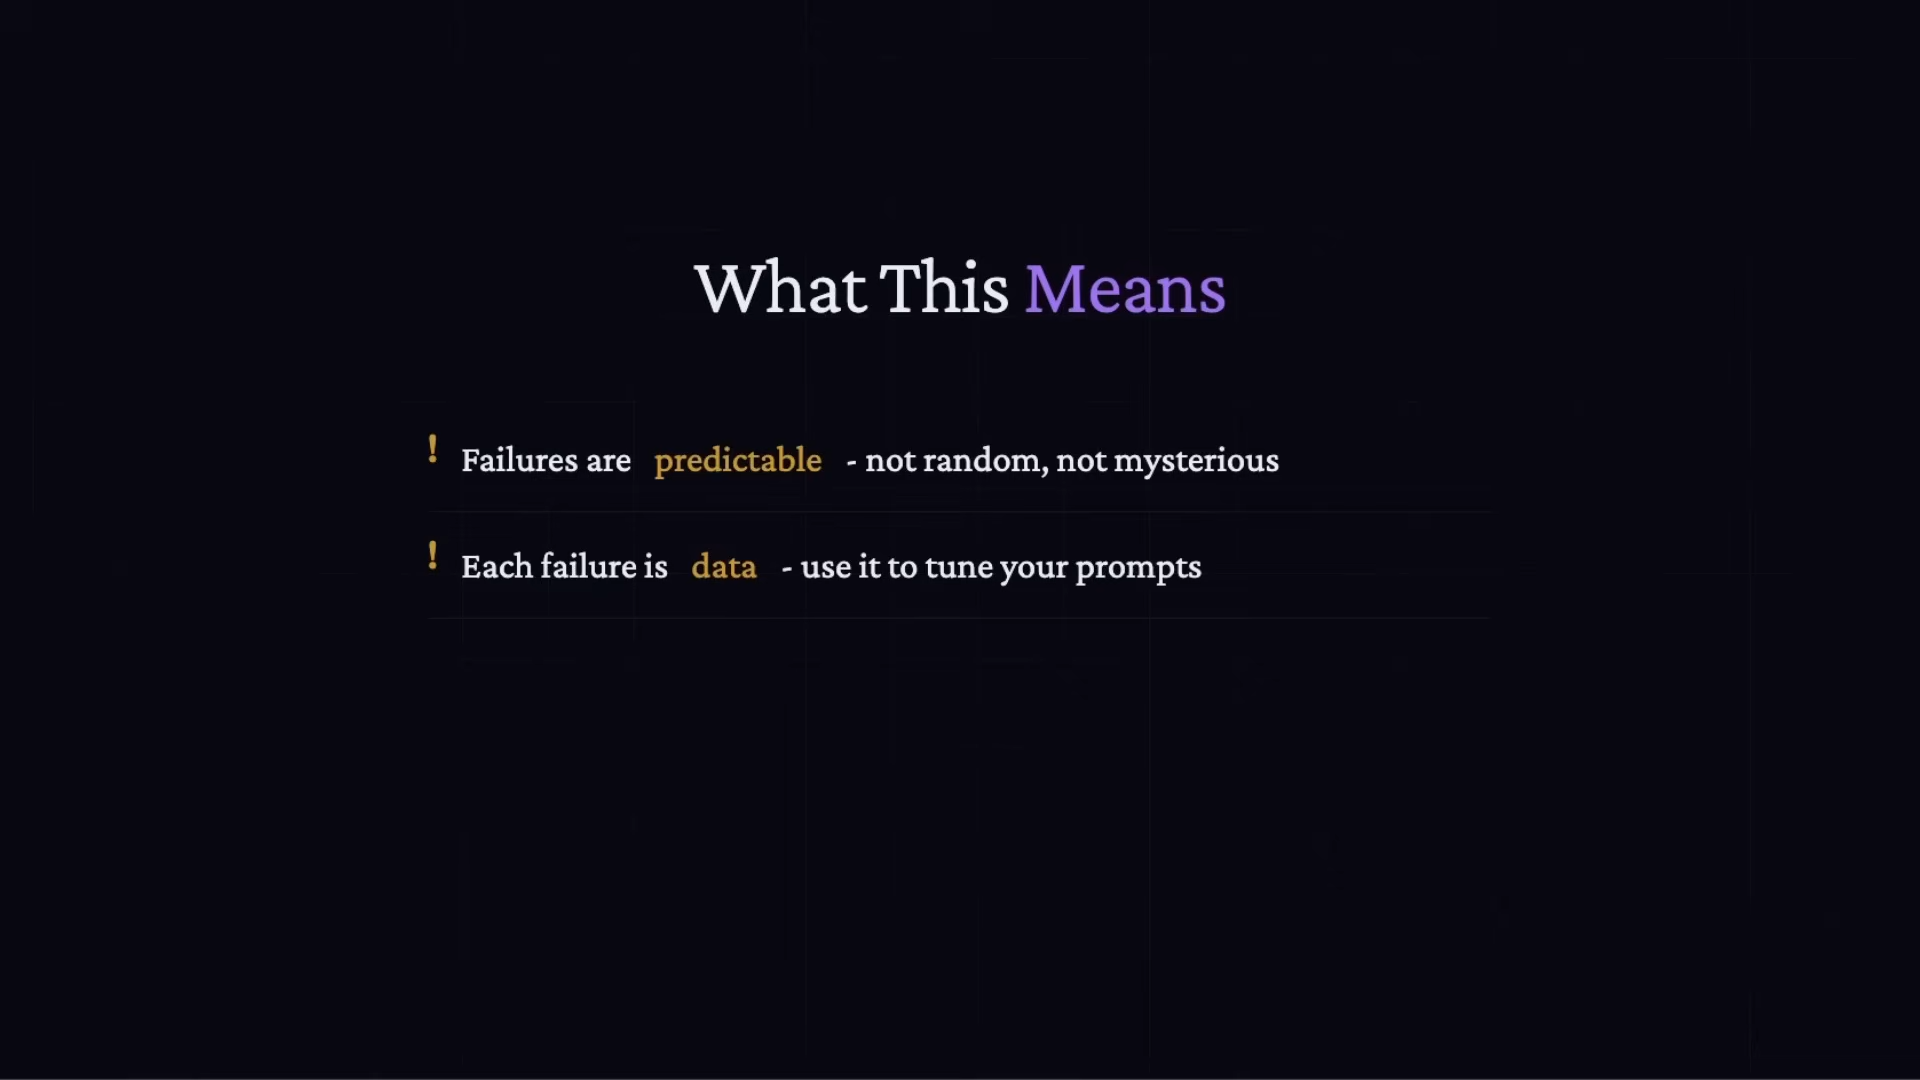 What This Means
! Failures are predictable - not random, not mysterious
! Each failure is data - use it to tune your prompts